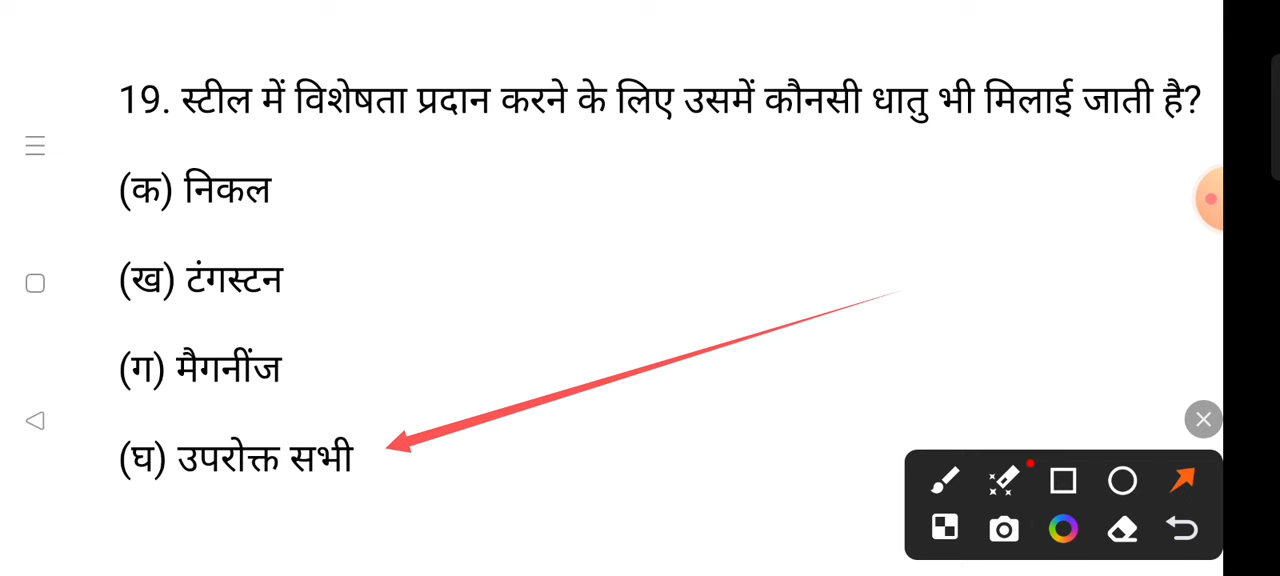 19. स्टील में विशेषता प्रदान करने के लिए उसमें कौनसी धातु भी मिलाई जाती है?
(क) निकल
(ख) टंगस्टन
(ग) मैगनींज
(घ) उपरोक्त सभी